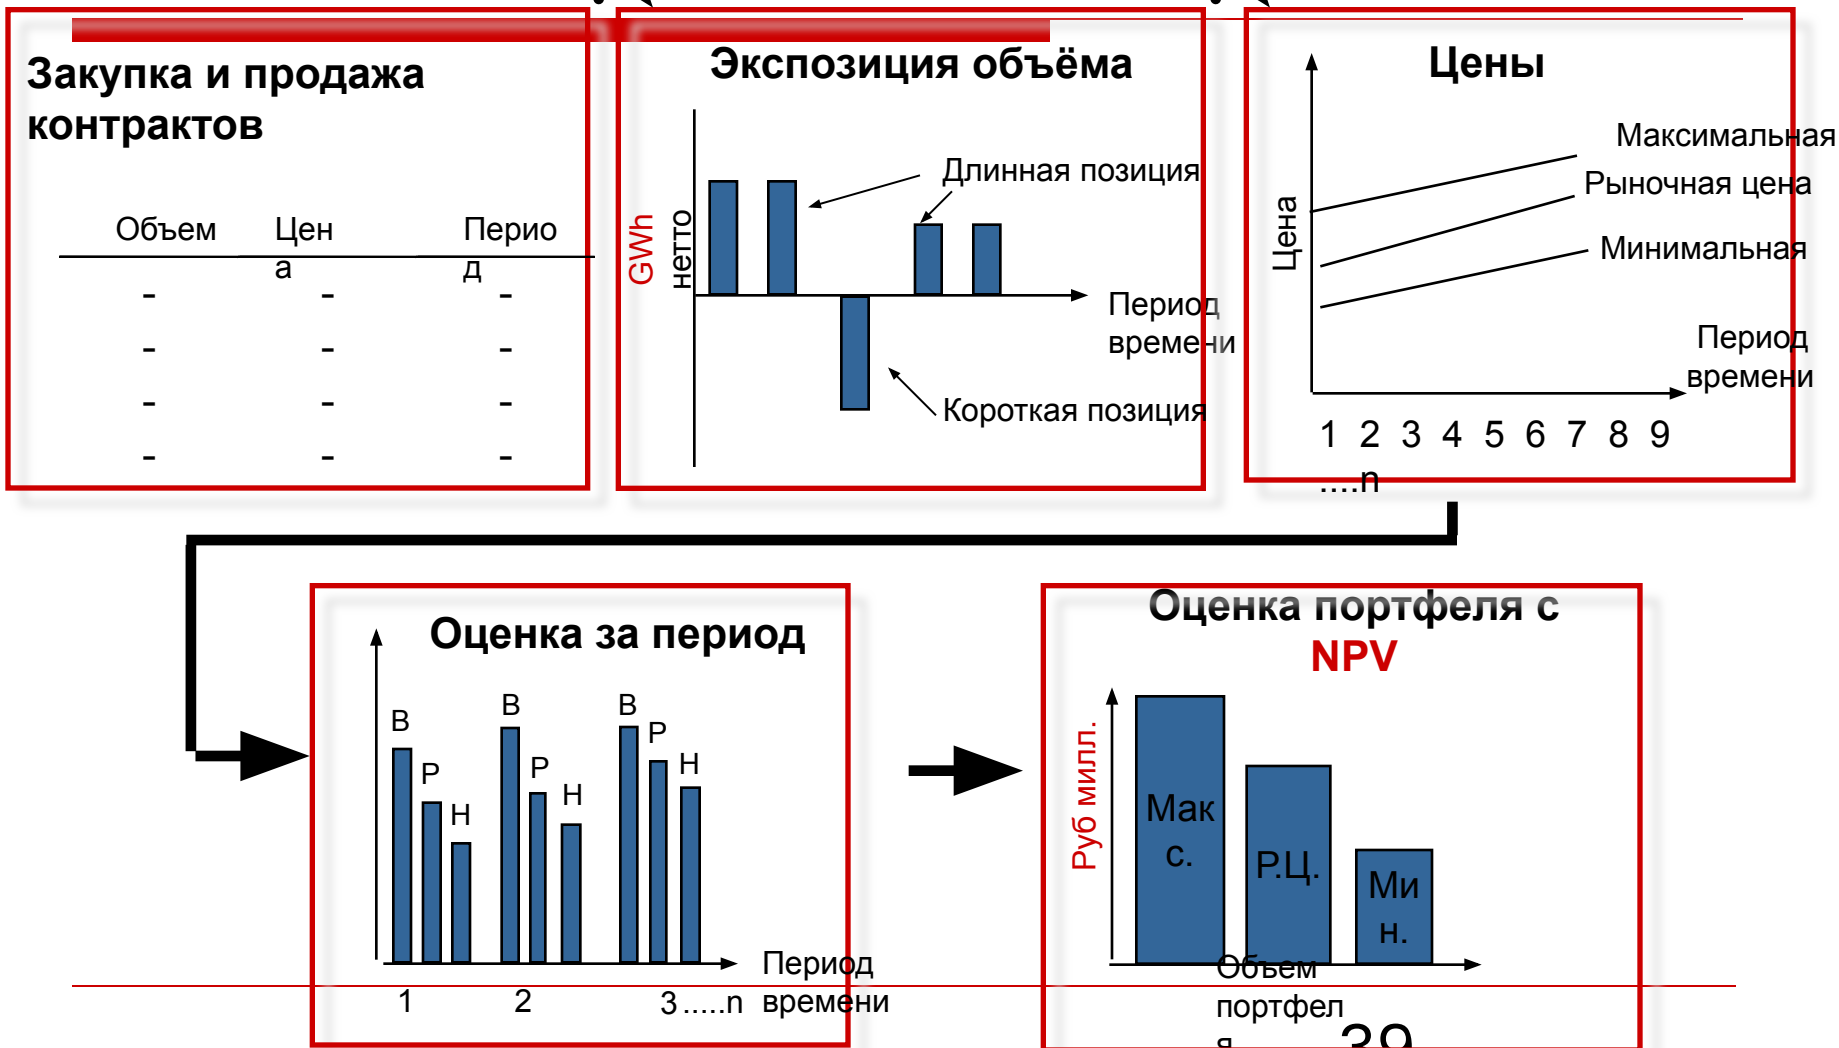 Закупка и продажа
контрактов
Объем Цен Перио
а д
- - -
- - -
- - -
- - -
Экспозиция объёма
GWh
нетто
Длинная позиция
Период
времени
Короткая позиция
Цены
Цена
Максимальная
Рыночная цена
Минимальная
Период
времени
1 2 3 4 5 6 7 8 9
....n
Оценка за период
В Р Н
В Р Н
В Р Н
1 2 3 .....n
Период
времени
Оценка портфеля с
NPV
Руб милл.
Мак
с.
Р.Ц.
Ми
н.
Объем
портфел
я
39